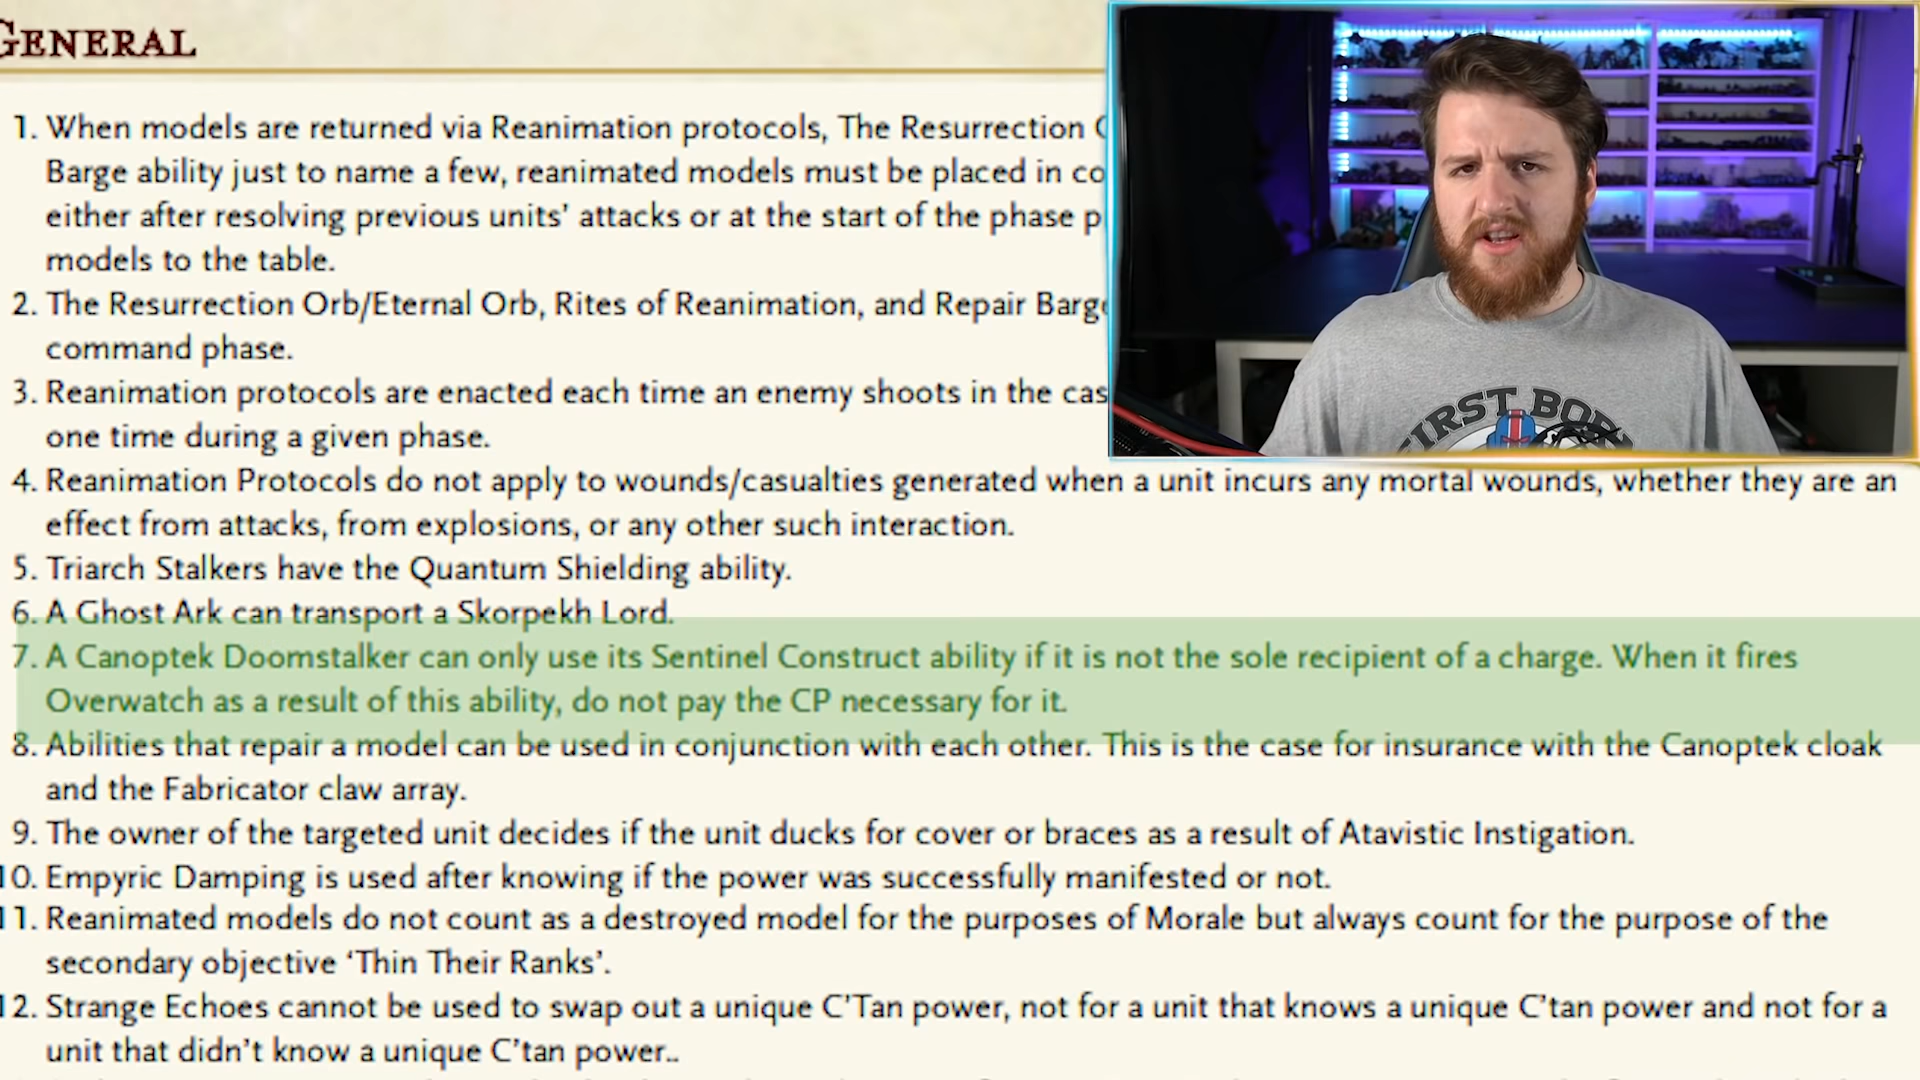 GENERAL
1. When models are returned via Reanimation protocols, The Resurrection
Barge ability just to name a few, reanimated models must be placed in
either after resolving previous units' attacks or at the start of the phase
models to the table.
2. The Resurrection Orb/Eternal Orb, Rites of Reanimation, and Repair Barge
command phase.
3. Reanimation protocols are enacted each time an enemy shoots in the
one time during a given phase.
4. Reanimation Protocols do not apply to wounds/casualties generated when a unit incurs any mortal wounds, whether they are an
effect from attacks, from explosions, or any other such interaction.
5. Triarch Stalkers have the Quantum Shielding ability.
6. A Ghost Ark can transport a Skorpekh Lord.
7. A Canoptek Doomstalker can only use its Sentinel Construct ability if it is not the sole recipient of a charge. When it fires
Overwatch as a result of this ability, do not pay the CP necessary for it.
8. Abilities that repair a model can be used in conjunction with each other. This is the case for insurance with the Canoptek cloak
and the Fabricator claw array.
9. The owner of the targeted unit decides if the unit ducks for cover or braces as a result of Atavistic Instigation.
10. Empyric Damping is used after knowing if the power was successfully manifested or not.
11. Reanimated models do not count as a destroyed model for the purposes of Morale but always count for the purpose of the
secondary objective 'Thin Their Ranks'.
12. Strange Echoes cannot be used to swap out a unique C'Tan power, not for a unit that knows a unique C'tan power and not for a
unit that didn't know a unique C'tan power..
FIRST BORN